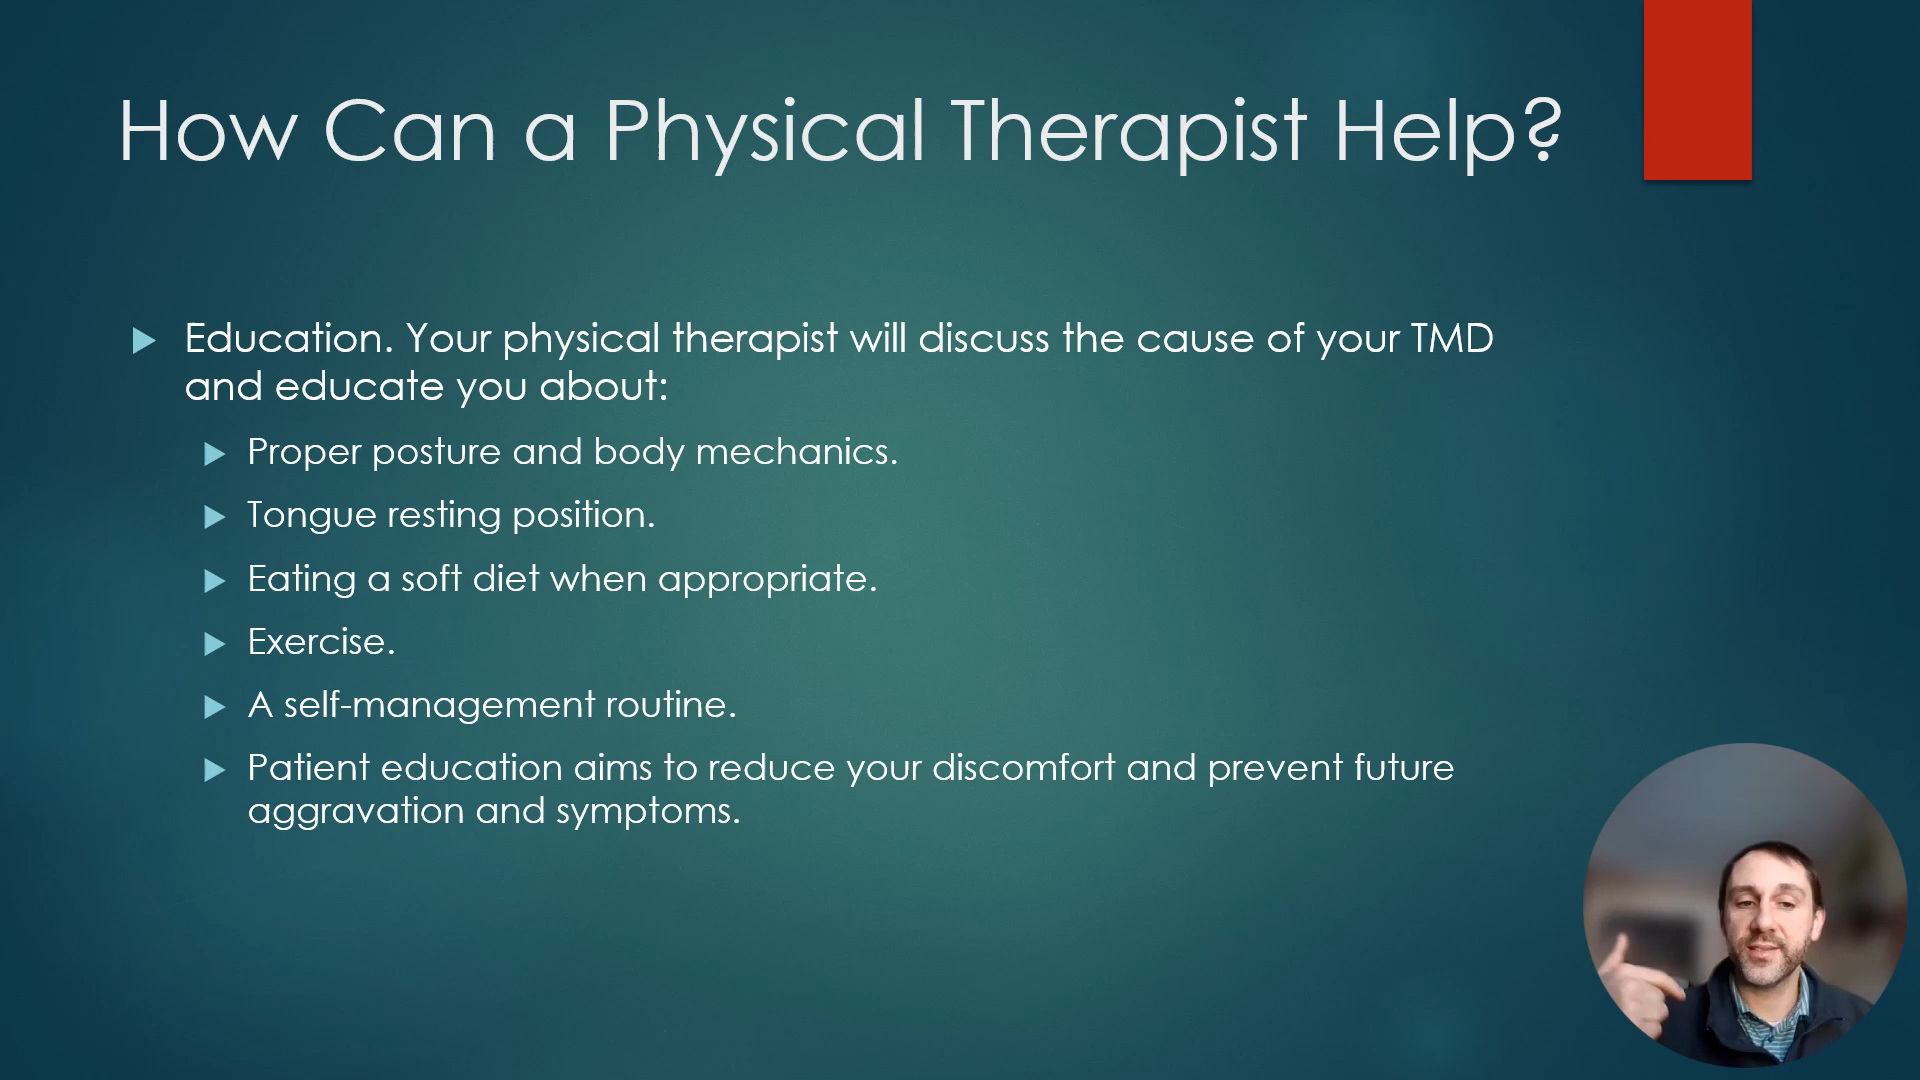 How Can a Physical Therapist Help?
Education. Your physical therapist will discuss the cause of your TMD
and educate you about:
Proper posture and body mechanics.
Tongue resting position.
Eating a soft diet when appropriate.
Exercise.
A self-management routine.
Patient education aims to reduce your discomfort and prevent future
aggravation and symptoms.